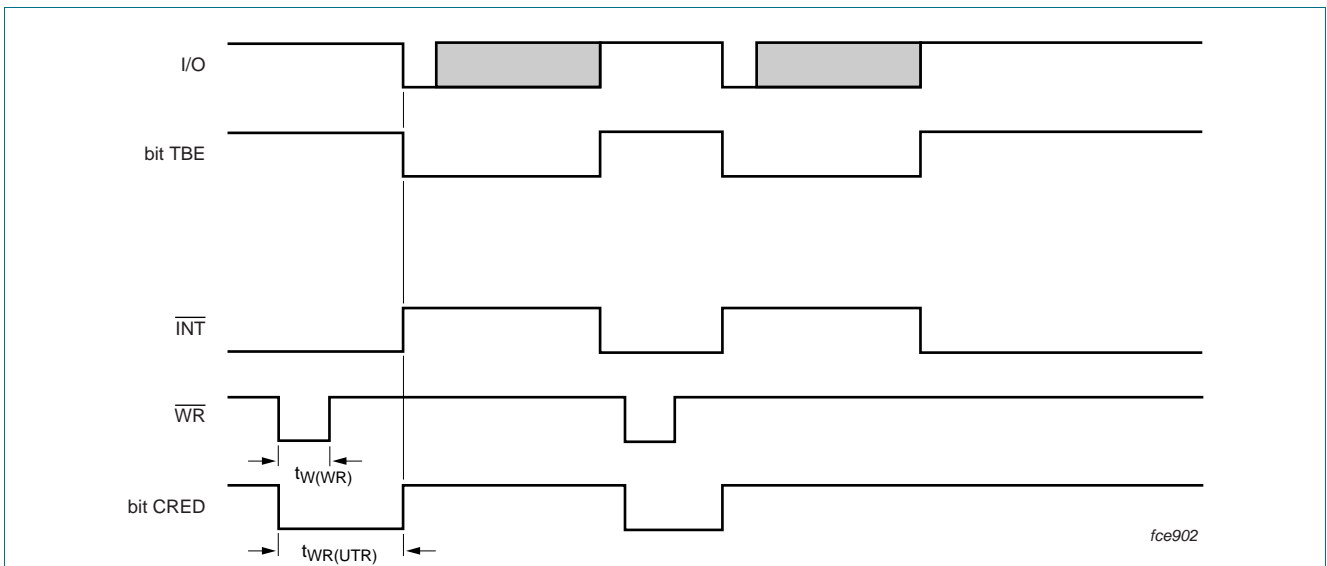 I/O
bit TBE
INT
WR
tW(WR)
bit CRED
tWR(UTR)
fce902